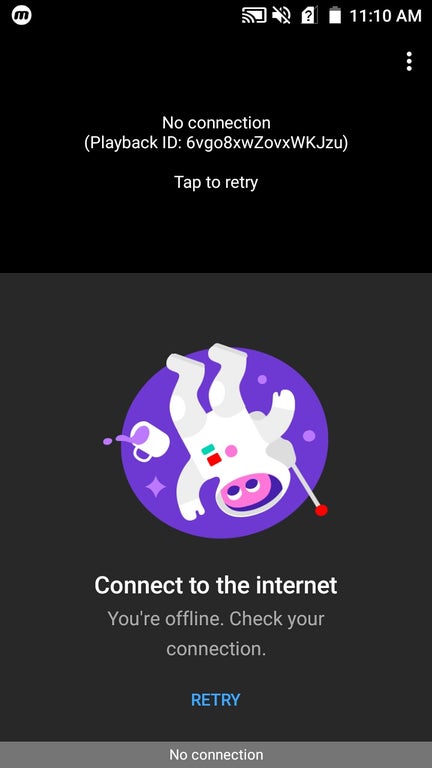 11:10 AM
No connection
(Playback ID: 6vgo8xwZovxWKJzu)
Tap to retry
Connect to the internet
You're offline. Check your
connection.
RETRY
No connection